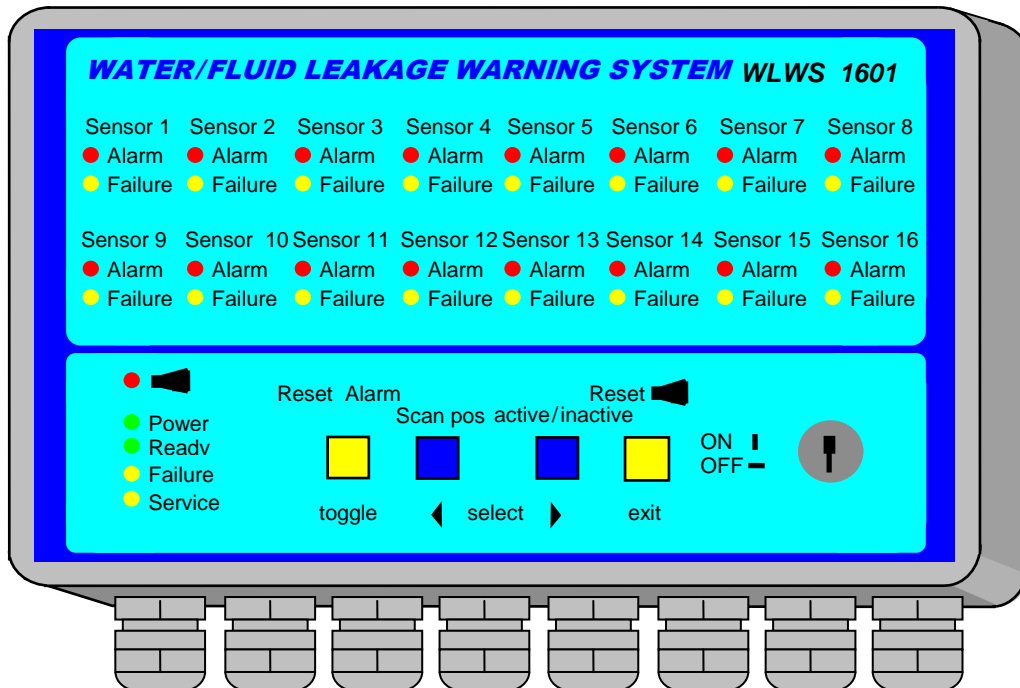 WATER/FLUID LEAKAGE WARNING SYSTEM WLWS 1601
Sensor 1 Sensor 2 Sensor 3 Sensor 4 Sensor 5 Sensor 6 Sensor 7 Sensor 8
Alarm Alarm Alarm Alarm Alarm Alarm Alarm Alarm
Failure Failure Failure Failure Failure Failure Failure Failure
Sensor 9 Sensor 10 Sensor 11 Sensor 12 Sensor 13 Sensor 14 Sensor 15 Sensor 16
Alarm Alarm Alarm Alarm Alarm Alarm Alarm Alarm
Failure Failure Failure Failure Failure Failure Failure Failure
Reset Alarm Reset
Scan pos active/inactive
Power
Readv
Failure
Service
ON
OFF
toggle select exit